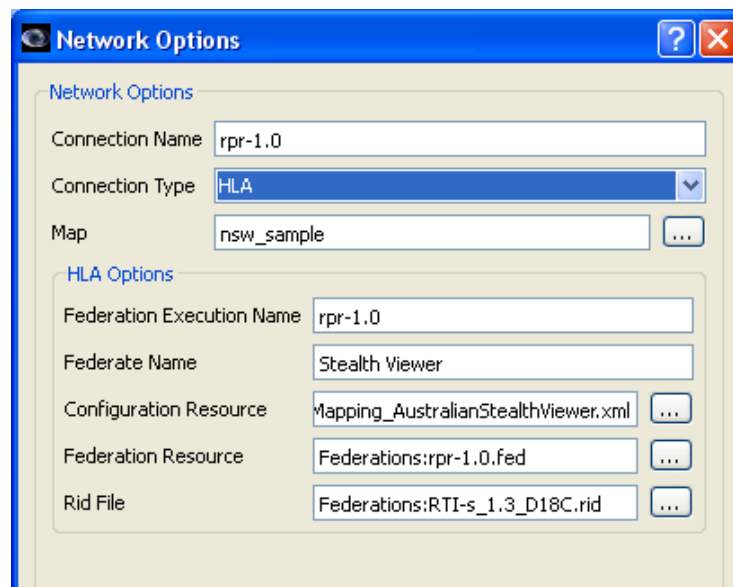 Network Options
Network Options
Connection Name rpr-1.0
Connection Type HLA
Map nsw_sample ...
HLA Options
Federation Execution Name rpr-1.0
Federate Name Stealth Viewer
Configuration Resource Mapping_AustralianStealthViewer.xml ...
Federation Resource Federations:rpr-1.0.fed ...
Rid File Federations:RTI-s_1.3_D18C.rid ...